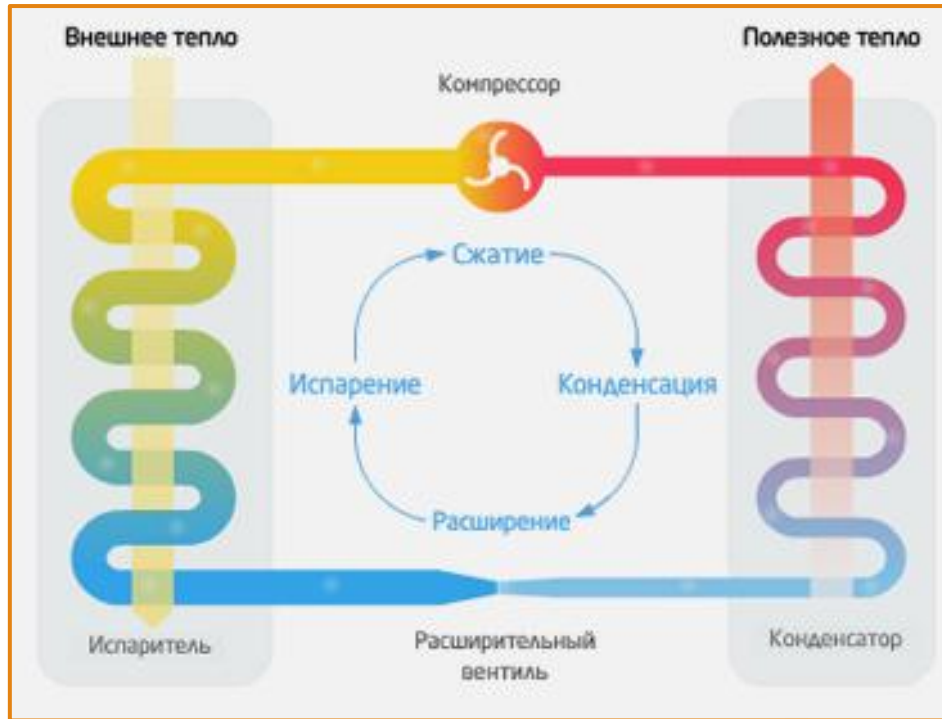 Внешнее тепло
Полезное тепло
Компрессор
Сжатие
Испарение
Конденсация
Расширение
Испаритель
Расширительный
вентиль
Конденсатор